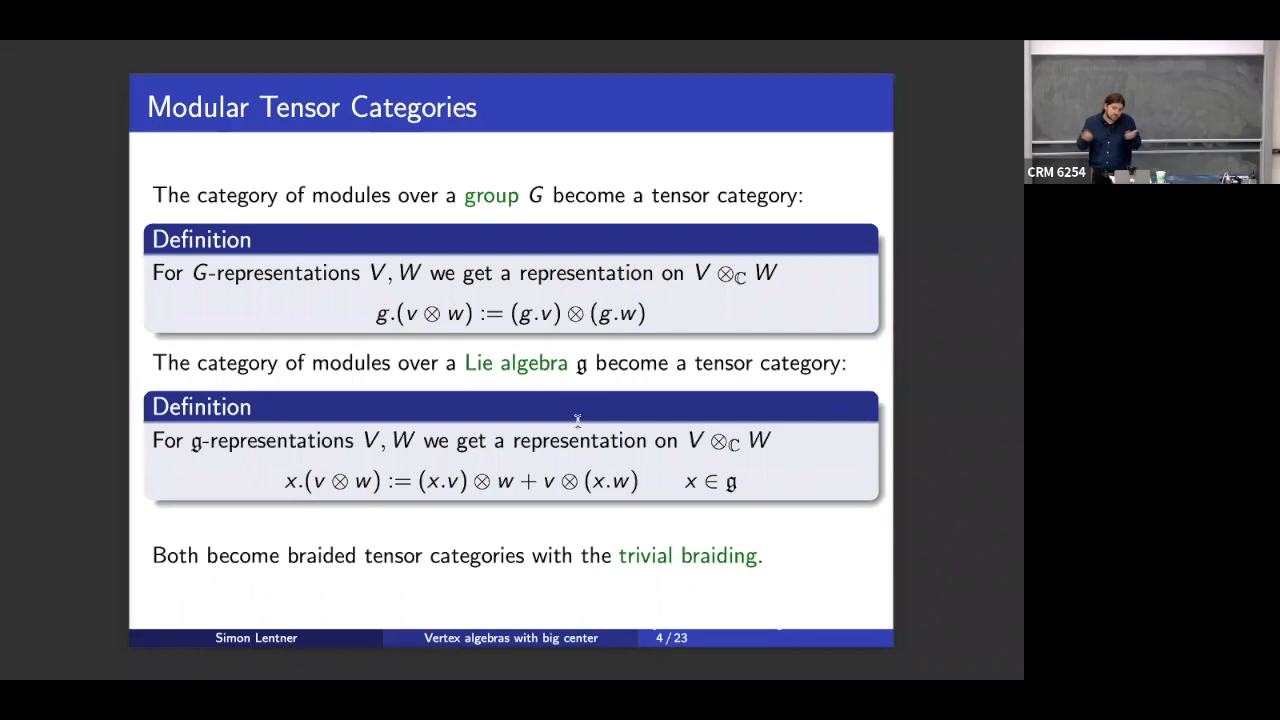 Modular Tensor Categories
The category of modules over a group G become a tensor category:
Definition
For G-representations V, W we get a representation on V ⊗_ℂ W
g.(v ⊗ w) := (g.v) ⊗ (g.w)
The category of modules over a Lie algebra 𝔤 become a tensor category:
Definition
For 𝔤-representations V, W we get a representation on V ⊗_ℂ W
x.(v ⊗ w) := (x.v) ⊗ w + v ⊗ (x.w) x ∈ 𝔤
Both become braided tensor categories with the trivial braiding.
Simon Lentner
Vertex algebras with big center
4 / 23
CRM 6254